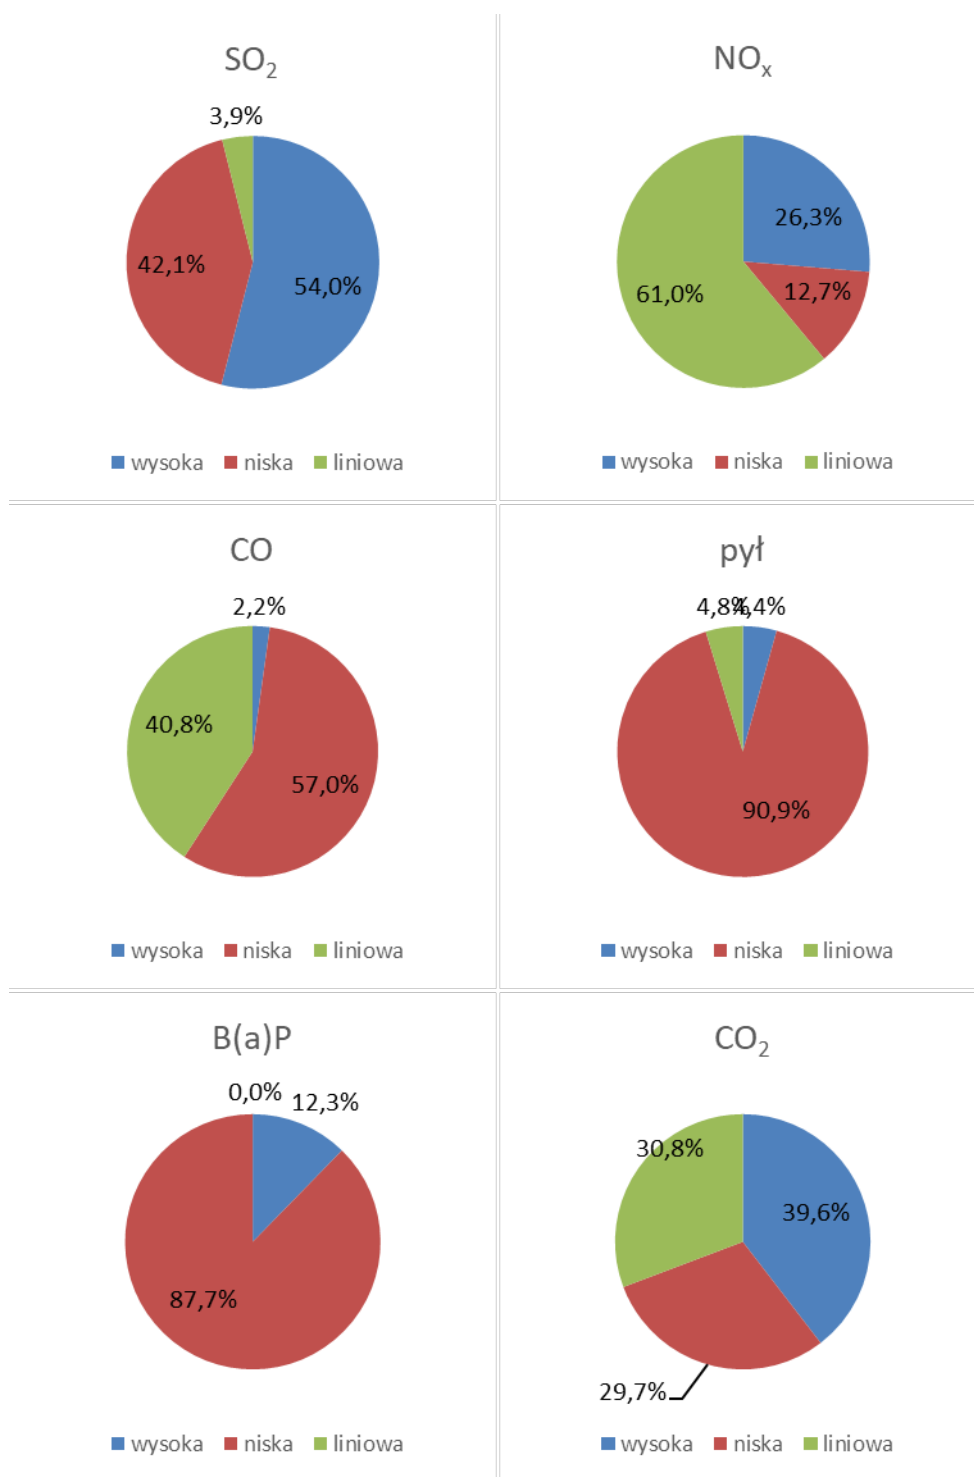 SO₂
3,9%
42,1%
54,0%
wysoka niska liniowa
NOₓ
26,3%
12,7%
61,0%
wysoka niska liniowa
CO
2,2%
40,8%
57,0%
wysoka niska liniowa
pył
4,8% 4,4%
90,9%
wysoka niska liniowa
B(a)P
0,0% 12,3%
87,7%
wysoka niska liniowa
CO₂
30,8%
39,6%
29,7%
wysoka niska liniowa